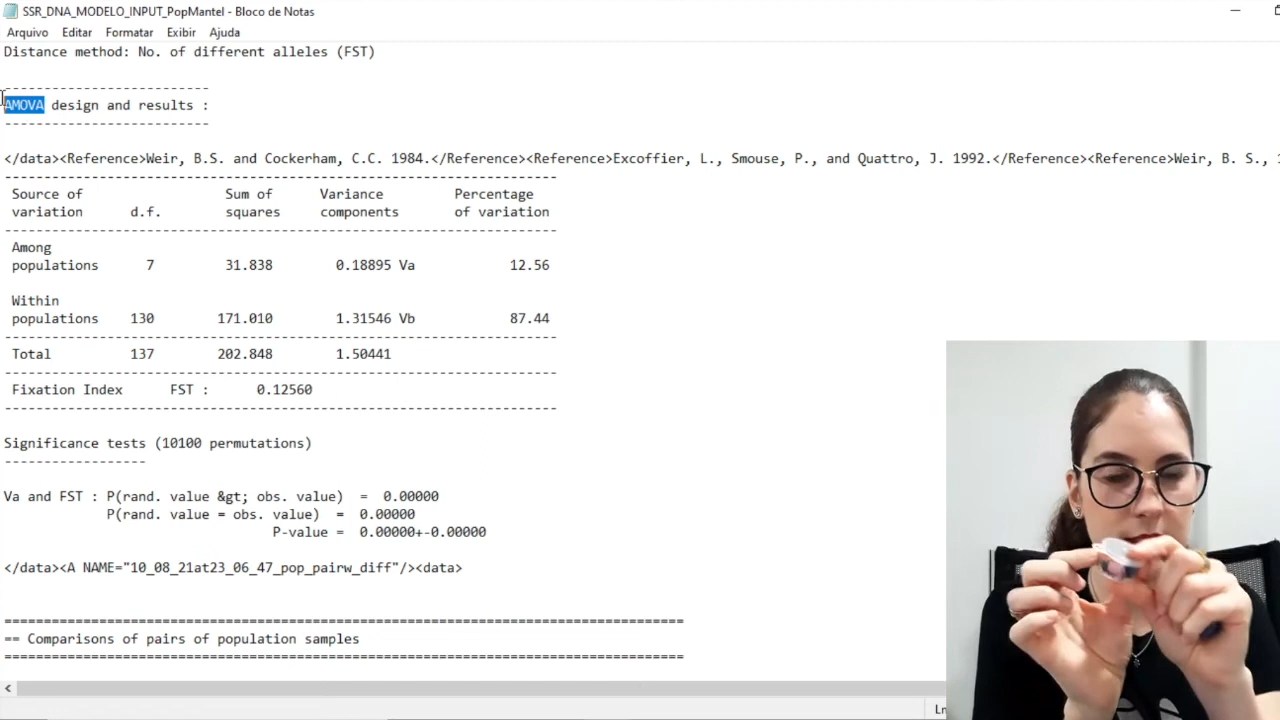 SSR_DNA_MODELO_INPUT_PopMantel - Bloco de Notas
Arquivo Editar Formatar Exibir Ajuda
Distance method: No. of different alleles (FST)
--------------------------
AMOVA design and results :
--------------------------
</data><Reference>Weir, B.S. and Cockerham, C.C. 1984.</Reference><Reference>Excoffier, L., Smouse, P., and Quattro, J. 1992.</Reference><Reference>Weir, B. S.,
----------------------------------------------------------------------
Source of Sum of Variance Percentage
variation d.f. squares components of variation
----------------------------------------------------------------------
Among
populations 7 31.838 0.18895 Va 12.56
Within
populations 130 171.010 1.31546 Vb 87.44
----------------------------------------------------------------------
Total 137 202.848 1.50441
----------------------------------------------------------------------
Fixation Index FST : 0.12560
----------------------------------------------------------------------
Significance tests (10100 permutations)
------------------
Va and FST : P(rand. value &gt; obs. value) = 0.00000
P(rand. value = obs. value) = 0.00000
P-value = 0.00000+-0.00000
</data><A NAME="10_08_21at23_06_47_pop_pairw_diff"/><data>
======================================================================================
== Comparisons of pairs of population samples
======================================================================================
Ln